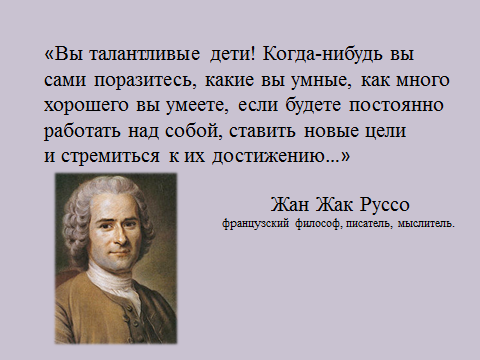 «Вы талантливые дети! Когда-нибудь вы
сами поразитесь, какие вы умные, как много
хорошего вы умеете, если будете постоянно
работать над собой, ставить новые цели
и стремиться к их достижению...»
Жан Жак Руссо
французский философ, писатель, мыслитель.